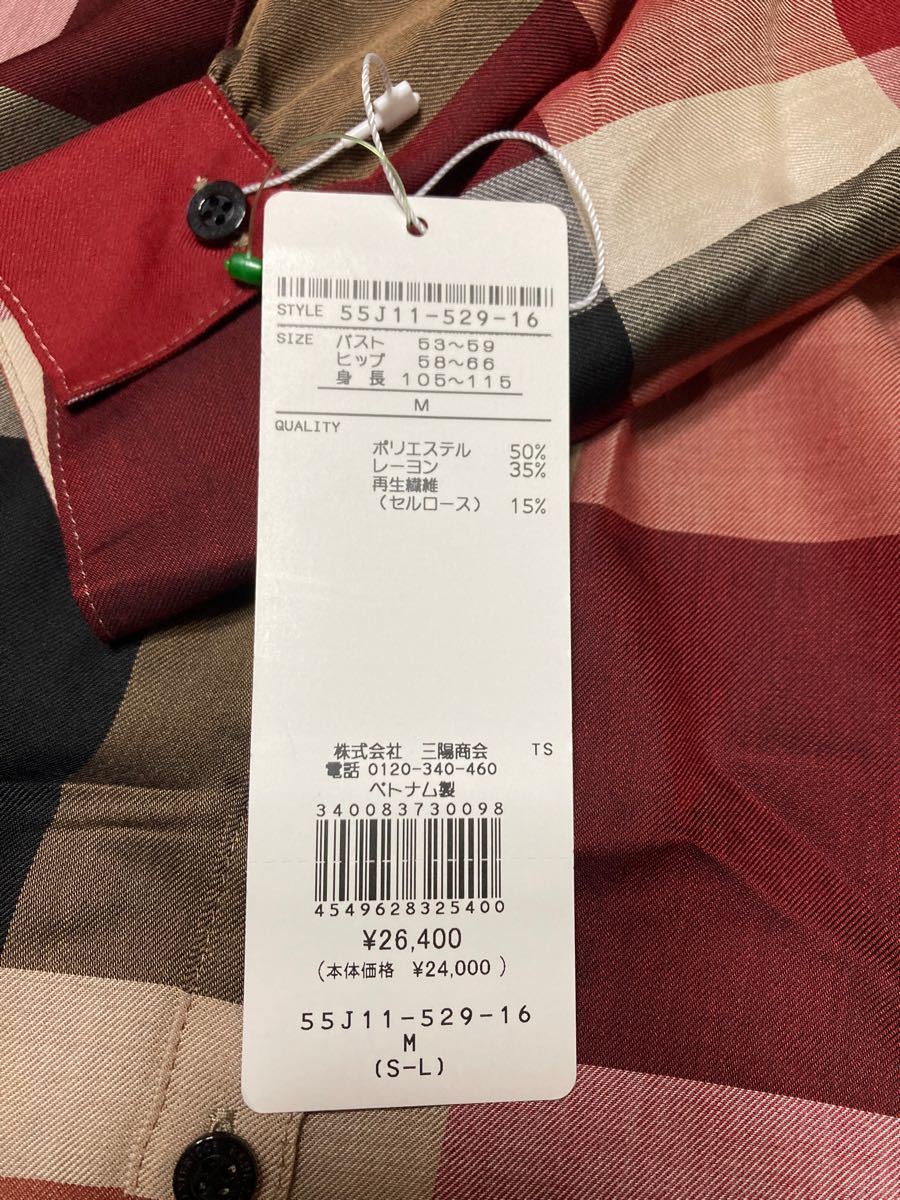 STYLE 55J11-529-16
SIZE バスト 53～59
ヒップ 58～66
身 長 105～115
M
QUALITY
ポリエステル 50%
レーヨン 35%
再生繊維
（セルロース） 15%
株式会社 三陽商会 TS
電話 0120-340-460
ベトナム製
340083730098
4549628325400
¥26,400
(本体価格 ¥24,000 )
55J11-529-16
M
(S-L)